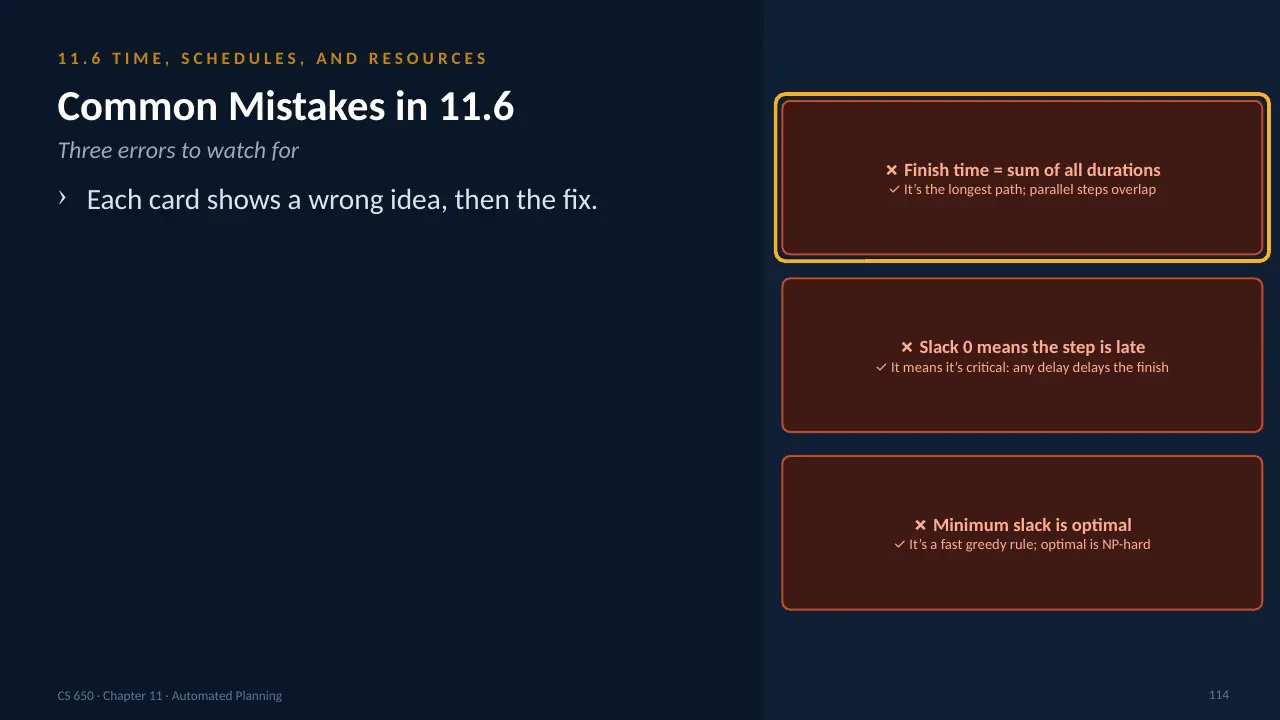 11.6 TIME, SCHEDULES, AND RESOURCES
Common Mistakes in 11.6
Three errors to watch for
› Each card shows a wrong idea, then the fix.
× Finish time = sum of all durations
✓ It’s the longest path; parallel steps overlap
× Slack 0 means the step is late
✓ It means it’s critical: any delay delays the finish
× Minimum slack is optimal
✓ It’s a fast greedy rule; optimal is NP-hard
CS 650 · Chapter 11 · Automated Planning
114